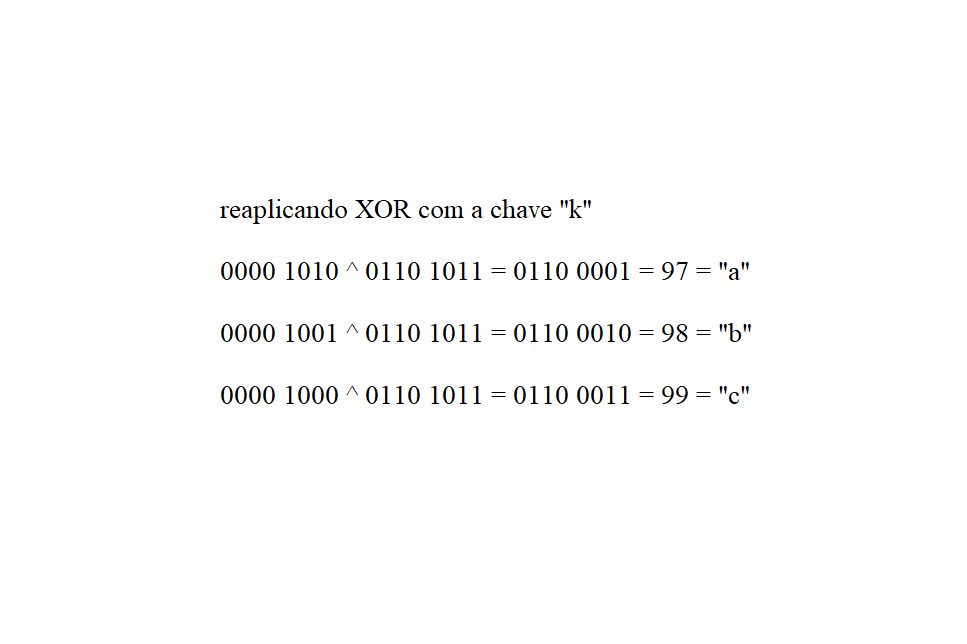 reaplicando XOR com a chave "k"
0000 1010 ^ 0110 1011 = 0110 0001 = 97 = "a"
0000 1001 ^ 0110 1011 = 0110 0010 = 98 = "b"
0000 1000 ^ 0110 1011 = 0110 0011 = 99 = "c"